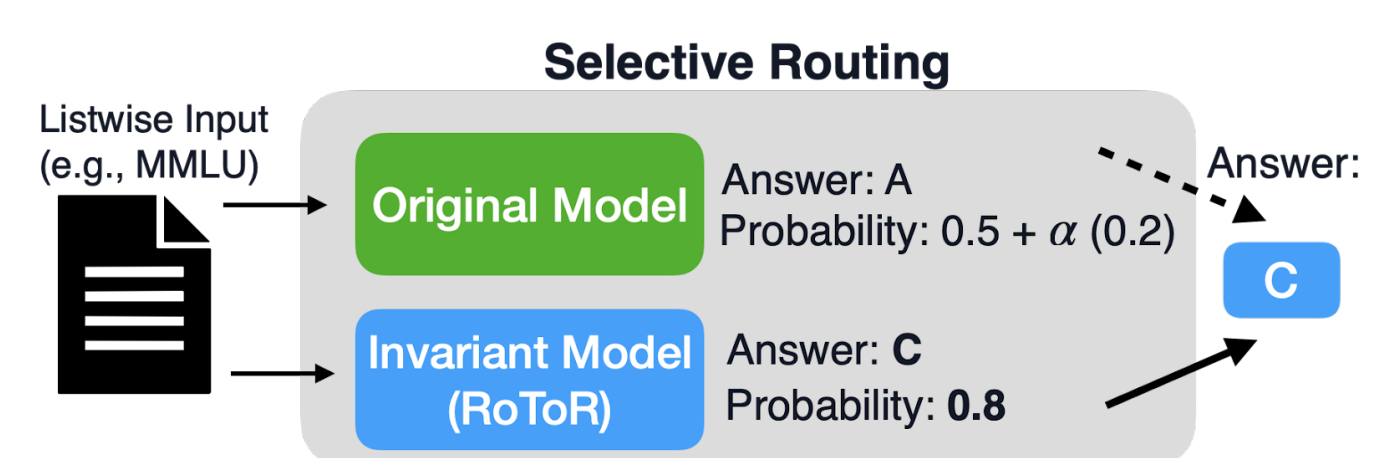 Selective Routing
Listwise Input
(e.g., MMLU)
Original Model
Answer: A
Probability: 0.5 + α (0.2)
Invariant Model
(RoToR)
Answer: C
Probability: 0.8
Answer:
C